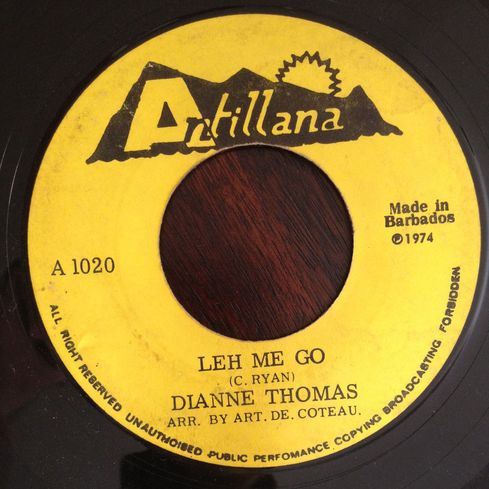 Antillana
Made in
Barbados
℗1974
A 1020
LEH ME GO
(C. RYAN)
DIANNE THOMAS
ARR. BY ART. DE. COTEAU.
ALL RIGHT RESERVED UNAUTHOISED PUBLIC PERFOMANCE COPYING BROADCASTING FORBIDDEN